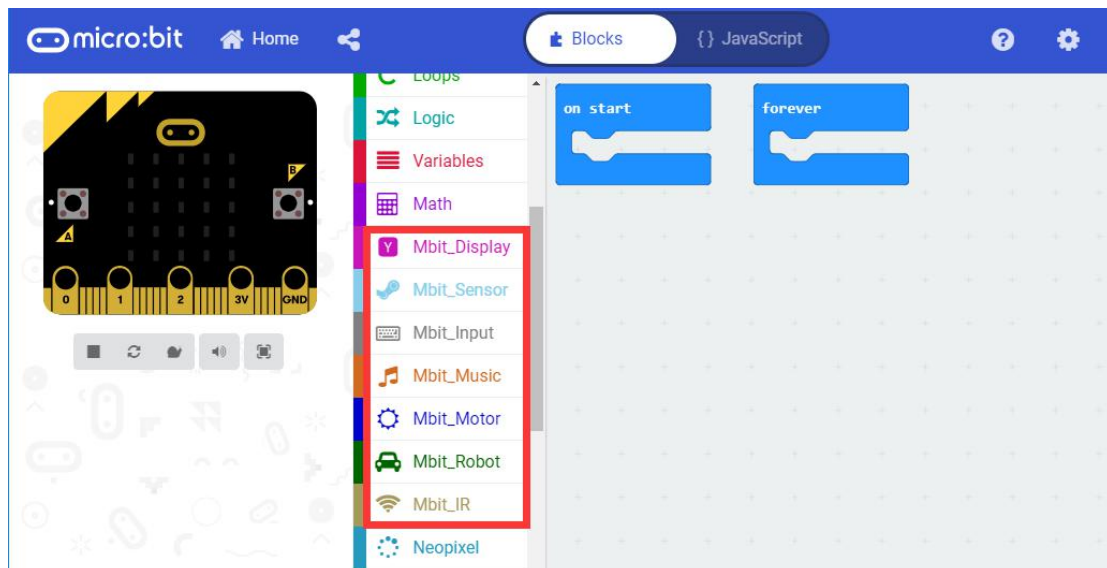 micro:bit Home Blocks {} JavaScript ?
Loops
Logic
Variables
Math
Y Mbit_Display
Mbit_Sensor
Mbit_Input
Mbit_Music
Mbit_Motor
Mbit_Robot
Mbit_IR
Neopixel
on start forever
B
A
0 1 2 3V GND